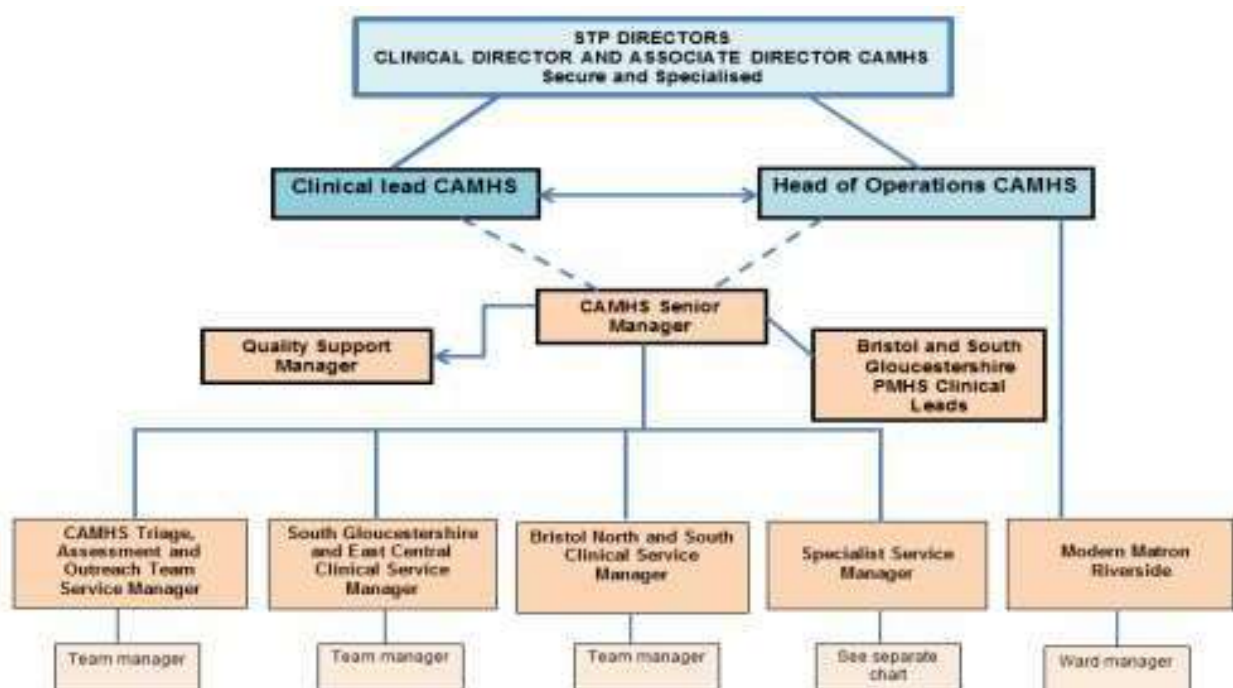 STP DIRECTORS
CLINICAL DIRECTOR AND ASSOCIATE DIRECTOR CAMHS
Secure and Specialised
Clinical lead CAMHS
Head of Operations CAMHS
CAMHS Senior
Manager
Quality Support
Manager
Bristol and South
Gloucestershire
PMHS Clinical
Leads
CAMHS Triage,
Assessment and
Outreach Team
Service Manager
South Gloucestershire
and East Central
Clinical Service
Manager
Bristol North and South
Clinical Service
Manager
Specialist Service
Manager
Modern Matron
Riverside
Team manager
Team manager
Team manager
See separate
chart
Ward manager